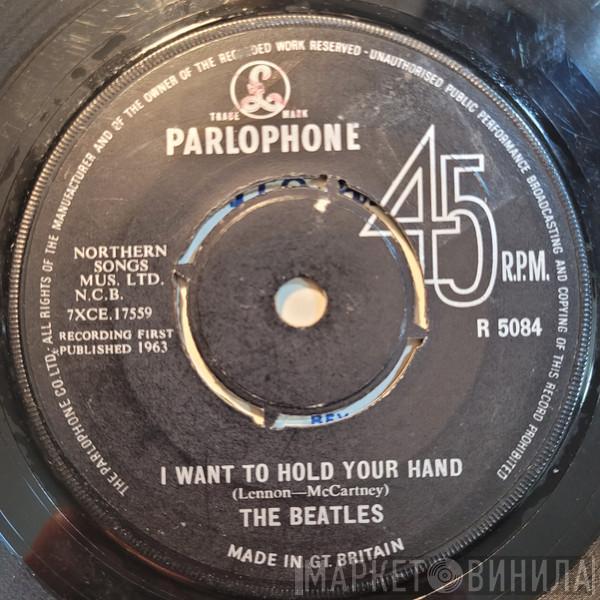 THE PARLOPHONE CO. LTD. ALL RIGHTS OF THE MANUFACTURER AND OF THE OWNER OF THE RECORDED WORK RESERVED - UNAUTHORISED PUBLIC PERFORMANCE BROADCASTING AND COPYING OF THIS RECORD PROHIBITED
£
TRADE MARK
PARLOPHONE
45 R.P.M.
NORTHERN
SONGS
MUS. LTD.
N.C.B.
7XCE.17559
R 5084
RECORDING FIRST
PUBLISHED 1963
I WANT TO HOLD YOUR HAND
(Lennon—McCartney)
THE BEATLES
MADE IN GT. BRITAIN
МАРКЕТ ВИНИЛА